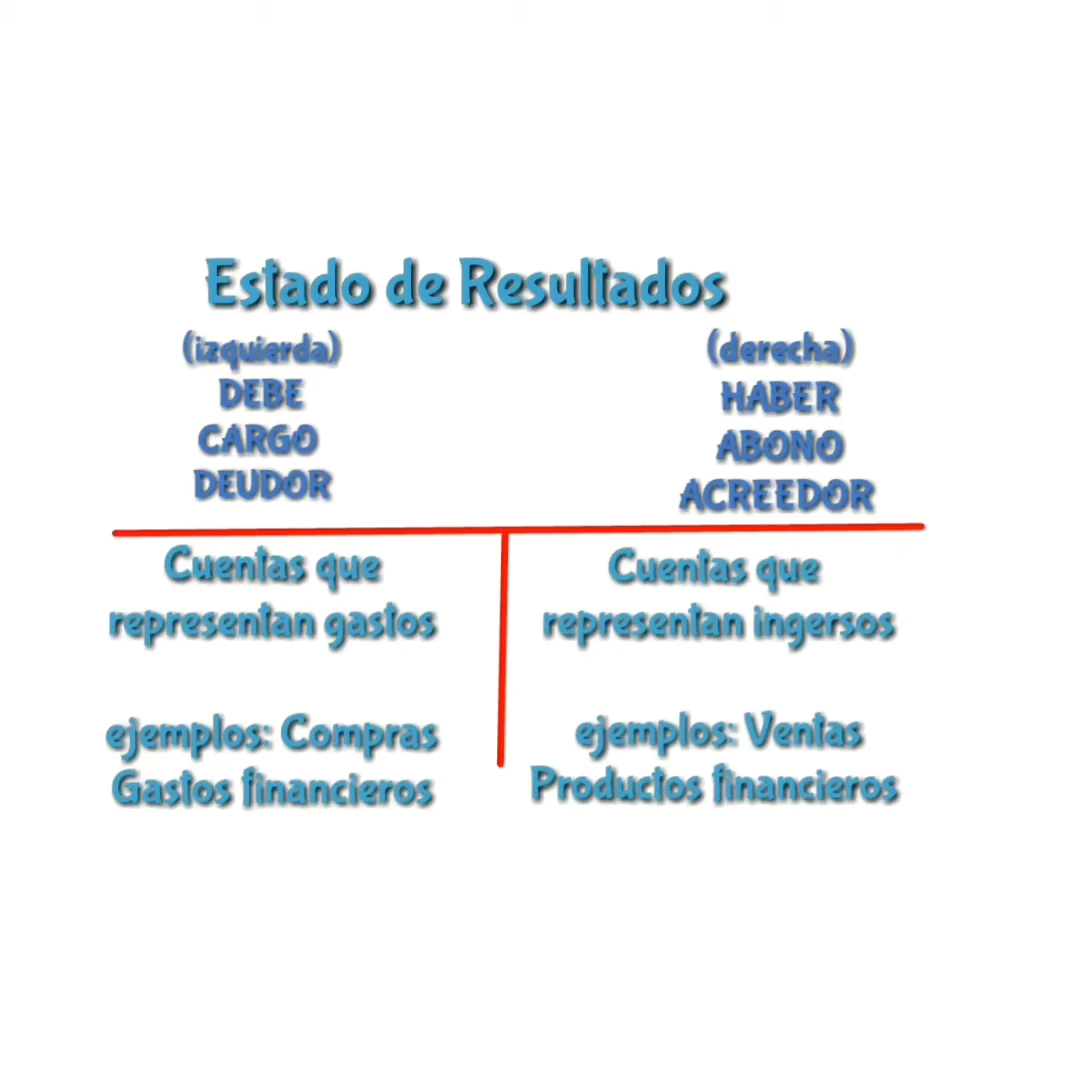 Estado de Resultados
(izquierda)
DEBE
CARGO
DEUDOR
(derecha)
HABER
ABONO
ACREEDOR
Cuentas que
representan gastos
ejemplos: Compras
Gastos financieros
Cuentas que
representan ingersos
ejemplos: Ventas
Productos financieros